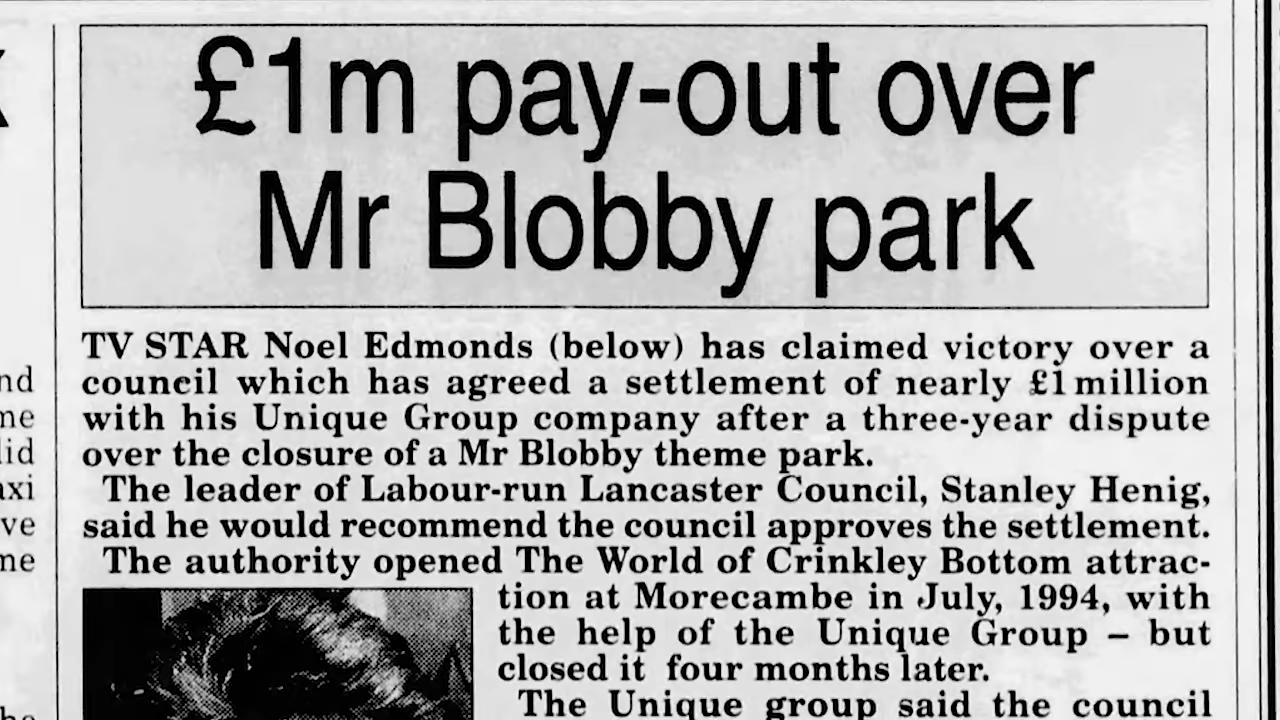 £1m pay-out over
Mr Blobby park
TV STAR Noel Edmonds (below) has claimed victory over a
council which has agreed a settlement of nearly £1million
with his Unique Group company after a three-year dispute
over the closure of a Mr Blobby theme park.
The leader of Labour-run Lancaster Council, Stanley Henig,
said he would recommend the council approves the settlement.
The authority opened The World of Crinkley Bottom attrac-
tion at Morecambe in July, 1994, with
the help of the Unique Group – but
closed it four months later.
The Unique group said the council